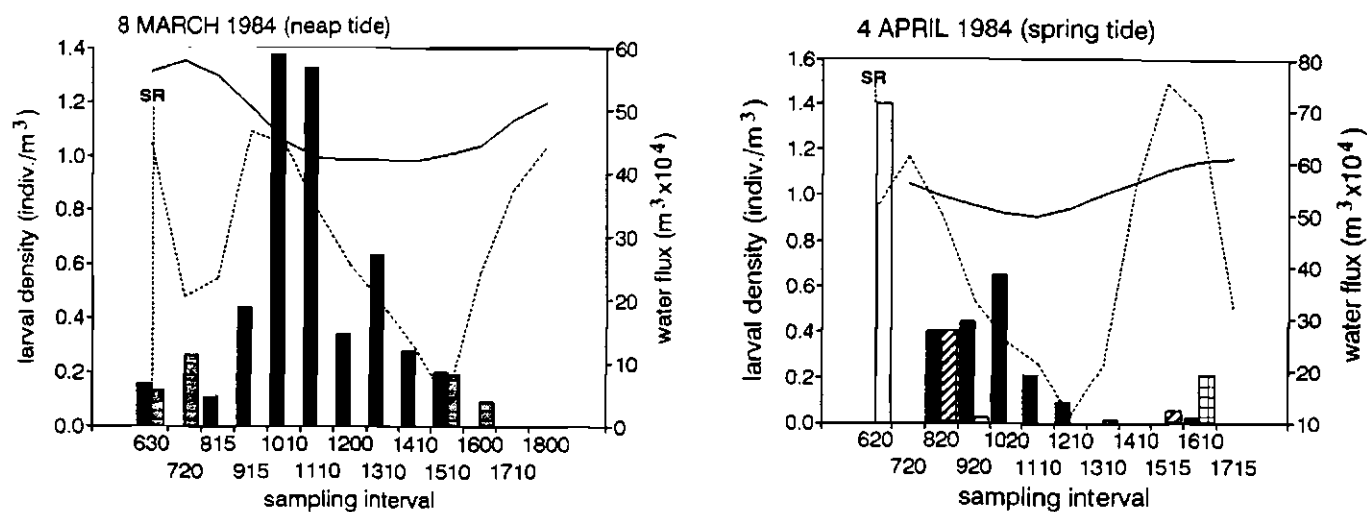 8 MARCH 1984 (neap tide)
larval density (indiv./m³)
1.4
1.2
1.0
0.8
0.6
0.4
0.2
0.0
SR
60
50
40
30
20
10
0
water flux (m³x10⁴)
630 815 1010 1200 1410 1600 1800
720 915 1110 1310 1510 1710
sampling interval
4 APRIL 1984 (spring tide)
larval density (indiv./m³)
1.6
1.4
1.2
1.0
0.8
0.6
0.4
0.2
0.0
SR
80
70
60
50
40
30
20
10
water flux (m³x10⁴)
620 820 1020 1210 1410 1610
720 920 1110 1310 1515 1715
sampling interval